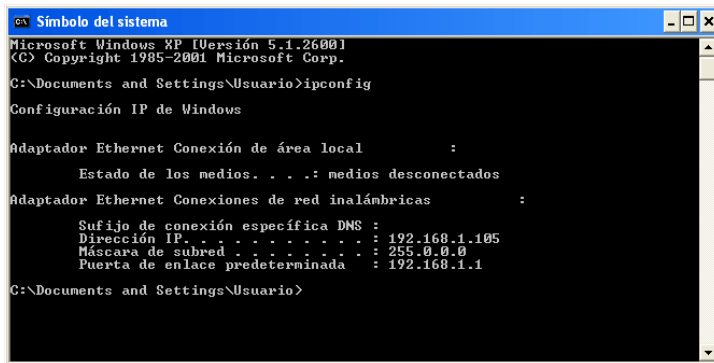 Símbolo del sistema
Microsoft Windows XP [Versión 5.1.2600]
(C) Copyright 1985-2001 Microsoft Corp.
C:\Documents and Settings\Usuario>ipconfig
Configuración IP de Windows
Adaptador Ethernet Conexión de área local          :
Estado de los medios. . . .: medios desconectados
Adaptador Ethernet Conexiones de red inalámbricas          :
Sufijo de conexión específica DNS :
Dirección IP. . . . . . . . . . . : 192.168.1.105
Máscara de subred . . . . . . . . : 255.0.0.0
Puerta de enlace predeterminada   : 192.168.1.1
C:\Documents and Settings\Usuario>